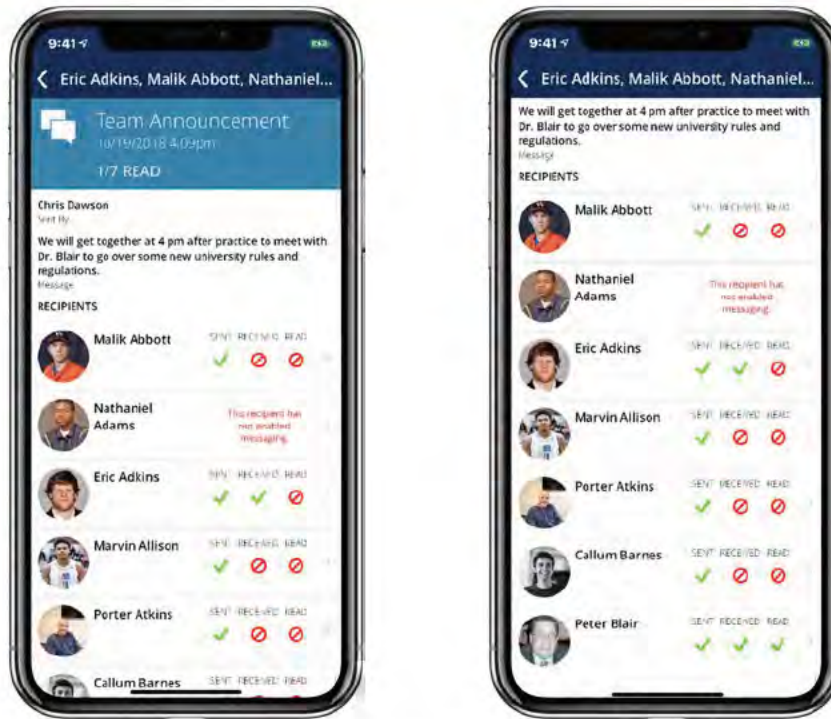 9:41
Eric Adkins, Malik Abbott, Nathaniel...
Team Announcement
10/19/2018 4:09pm
1/7 READ
Chris Dawson
Sent By
We will get together at 4 pm after practice to meet with
Dr. Blair to go over some new university rules and
regulations.
Message
RECIPIENTS
Malik Abbott
SENT RECEIVED READ
Nathaniel
Adams
This recipient has
not enabled
messaging.
Eric Adkins
SENT RECEIVED READ
Marvin Allison
SENT RECEIVED READ
Porter Atkins
SENT RECEIVED READ
Callum Barnes
SENT RECEIVED READ
9:41
Eric Adkins, Malik Abbott, Nathaniel...
We will get together at 4 pm after practice to meet with
Dr. Blair to go over some new university rules and
regulations.
Message
RECIPIENTS
Malik Abbott
SENT RECEIVED READ
Nathaniel
Adams
This recipient has
not enabled
messaging.
Eric Adkins
SENT RECEIVED READ
Marvin Allison
SENT RECEIVED READ
Porter Atkins
SENT RECEIVED READ
Callum Barnes
SENT RECEIVED READ
Peter Blair
SENT RECEIVED READ